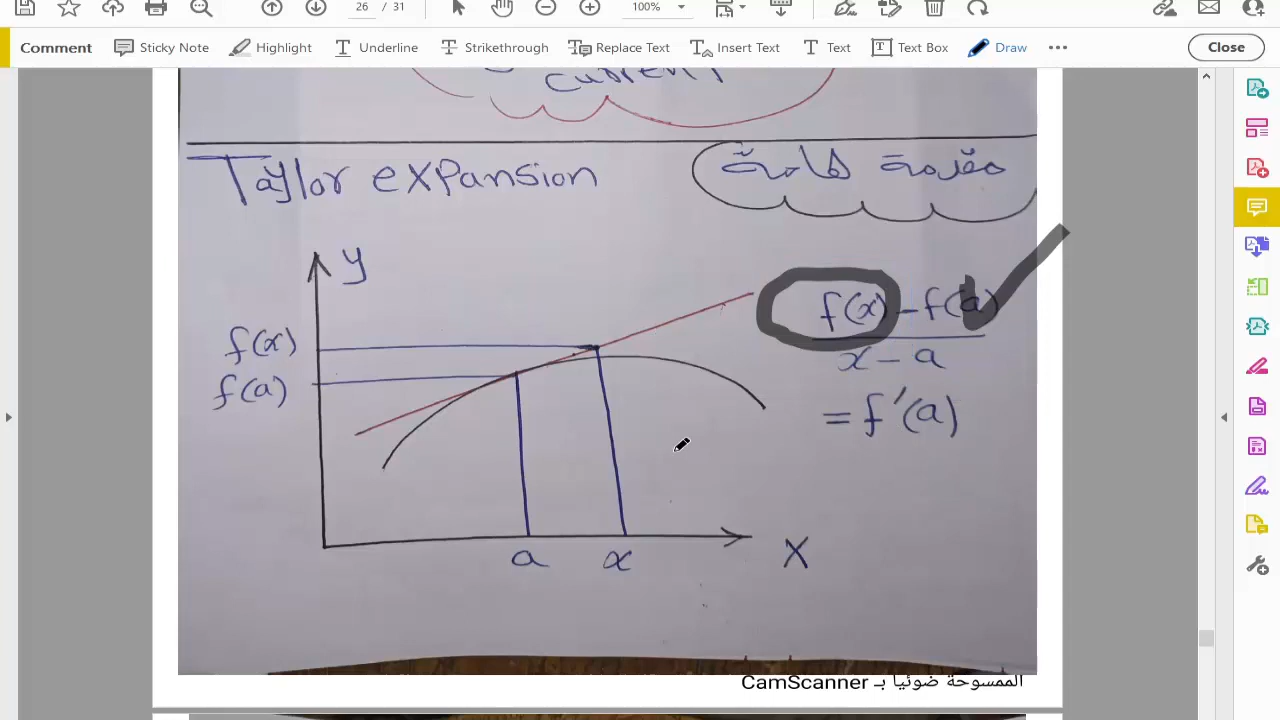 26 / 31
100%
Comment Sticky Note Highlight Underline Strikethrough Replace Text Insert Text Text Text Box Draw Close
current
Taylor expansion
مقدمة هامة
y
f(x)
f(a)
f(x) - f(a)
x - a
= f'(a)
a
x
X
الممسوحة ضوئيا بـ CamScanner